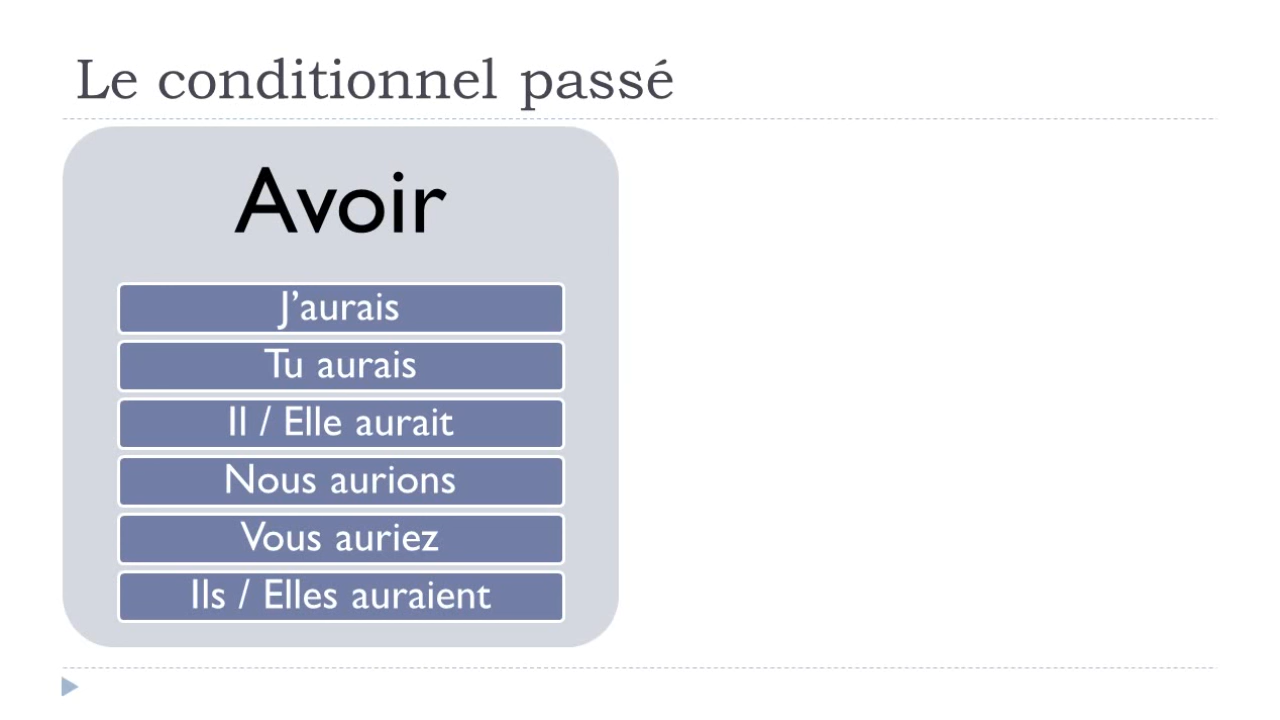 Le conditionnel passé
Avoir
J’aurais
Tu aurais
Il / Elle aurait
Nous aurions
Vous auriez
Ils / Elles auraient